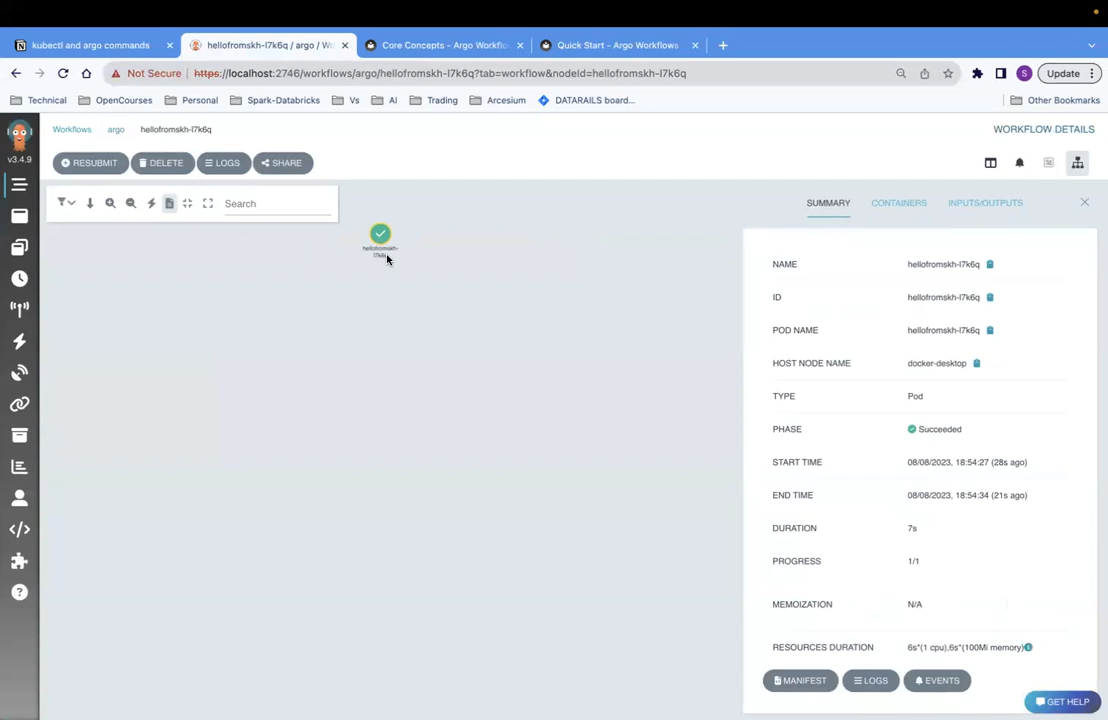 kubectl and argo commands
hellofromskh-l7k6q / argo / Wo
Core Concepts - Argo Workflo
Quick Start - Argo Workflows
Not Secure
https://localhost:2746/workflows/argo/hellofromskh-l7k6q?tab=workflow&nodeId=hellofromskh-l7k6q
S
Update
Technical
OpenCourses
Personal
Spark-Databricks
Vs
AI
Trading
Arcesium
DATARAILS board...
Other Bookmarks
v3.4.9
Workflows
argo
hellofromskh-l7k6q
WORKFLOW DETAILS
RESUBMIT
DELETE
LOGS
SHARE
Search
hellofromskh-
l7k6q
SUMMARY
CONTAINERS
INPUTS/OUTPUTS
NAME hellofromskh-l7k6q
ID hellofromskh-l7k6q
POD NAME hellofromskh-l7k6q
HOST NODE NAME docker-desktop
TYPE Pod
PHASE Succeeded
START TIME 08/08/2023, 18:54:27 (28s ago)
END TIME 08/08/2023, 18:54:34 (21s ago)
DURATION 7s
PROGRESS 1/1
MEMOIZATION N/A
RESOURCES DURATION 6s*(1 cpu),6s*(100Mi memory)
MANIFEST
LOGS
EVENTS
GET HELP